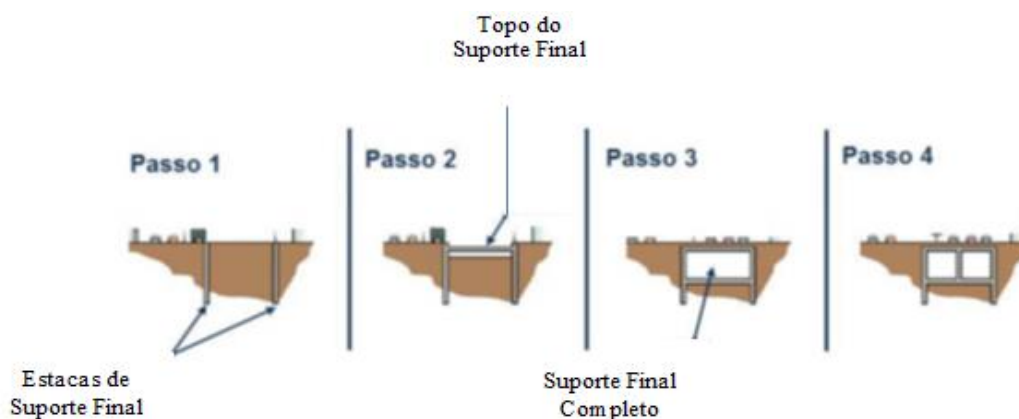 Topo do
Suporte Final
Passo 1
Passo 2
Passo 3
Passo 4
Estacas de
Suporte Final
Suporte Final
Completo